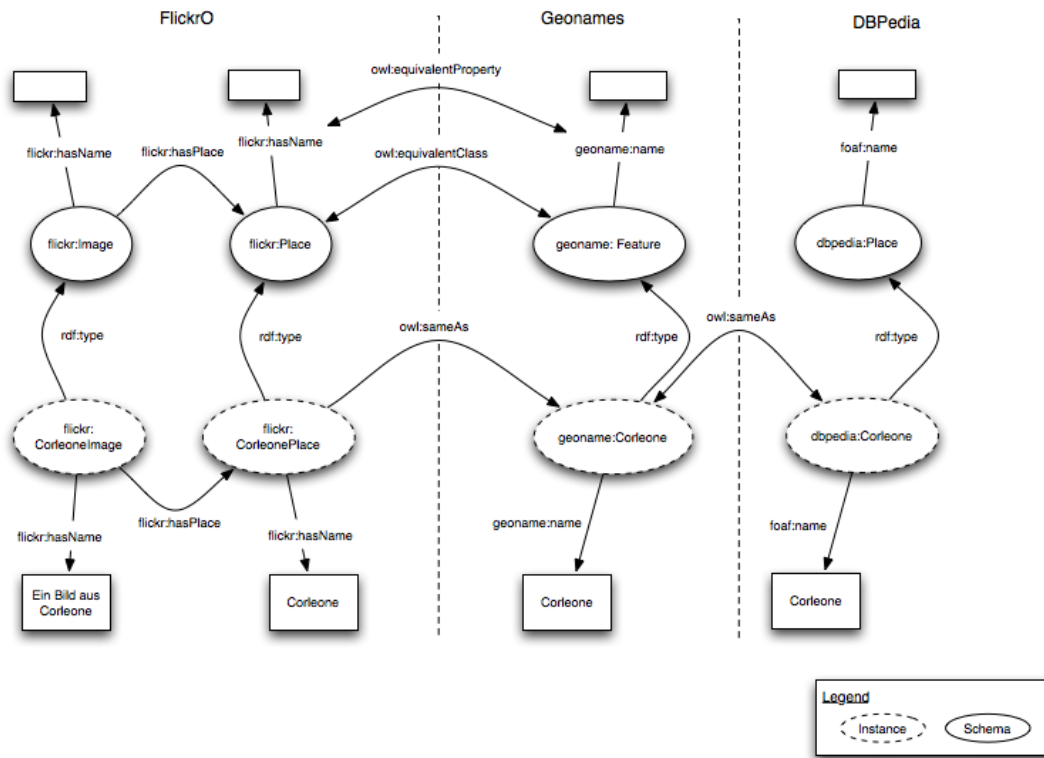 FlickrO
Geonames
DBPedia
owl:equivalentProperty
flickr:hasName
flickr:hasPlace
flickr:hasName
owl:equivalentClass
geoname:name
foaf:name
flickr:Image
flickr:Place
geoname: Feature
dbpedia:Place
rdf:type
rdf:type
owl:sameAs
rdf:type
owl:sameAs
rdf:type
flickr:
CorleoneImage
flickr:
CorleonePlace
geoname:Corleone
dbpedia:Corleone
flickr:hasName
flickr:hasPlace
flickr:hasName
geoname:name
foaf:name
Ein Bild aus
Corleone
Corleone
Corleone
Corleone
Legend
Instance
Schema